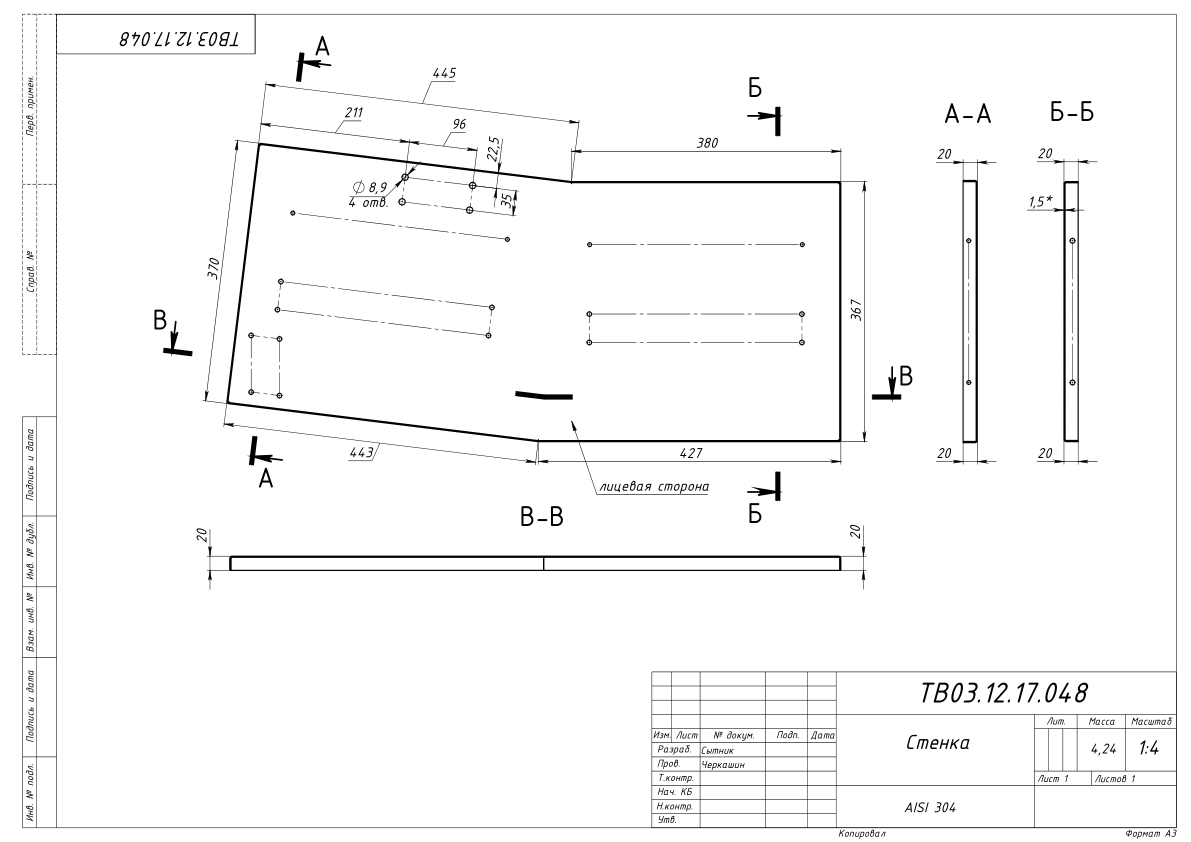 ТВ03.12.17.048
Перв. примен.
Справ. №
Подпись и дата
Инв. № дубл.
Взам. инв. №
Подпись и дата
Инв. № подл.
А
445
211
96
22,5
35
⌀ 8,9
4 отв.
370
В
А
443
Б
380
367
В
427
Б
лицевая сторона
А-А
20
20
Б-Б
20
1,5*
20
В-В
20
20
ТВ03.12.17.048
Изм. Лист № докум. Подп. Дата
Разраб. Сытник
Пров. Черкашин
Т.контр.
Нач. КБ
Н.контр.
Утв.
Стенка
Лит. Масса Масштаб
4,24 1:4
Лист 1 Листов 1
AISI 304
Копировал Формат А3